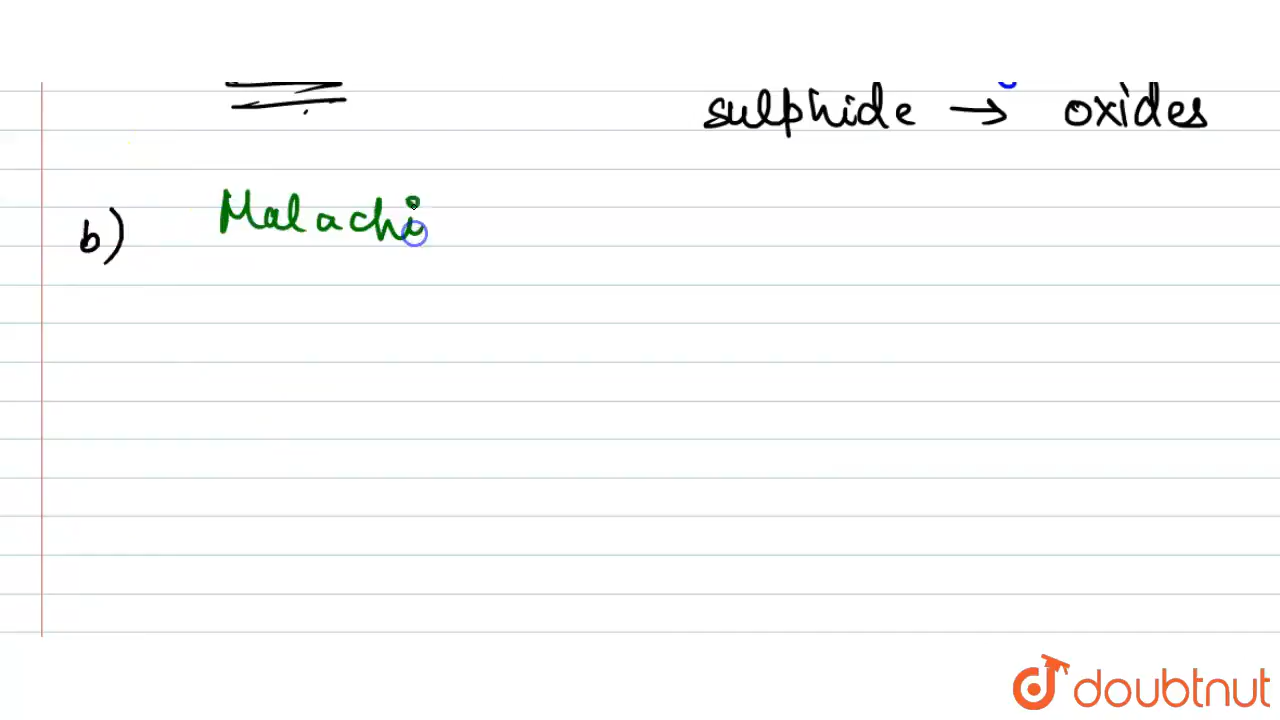 sulphide → oxides
b) Malachi
doubtnut